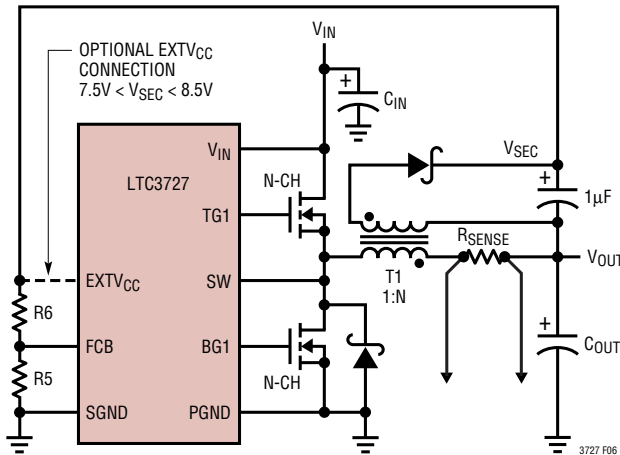 OPTIONAL EXTVCC
CONNECTION
7.5V < VSEC < 8.5V
VIN
+
CIN
VIN
LTC3727
N-CH
TG1
VSEC
+
1µF
RSENSE
VOUT
T1
1:N
EXTVCC
SW
R6
FCB
BG1
N-CH
+
COUT
R5
SGND
PGND
3727 F06